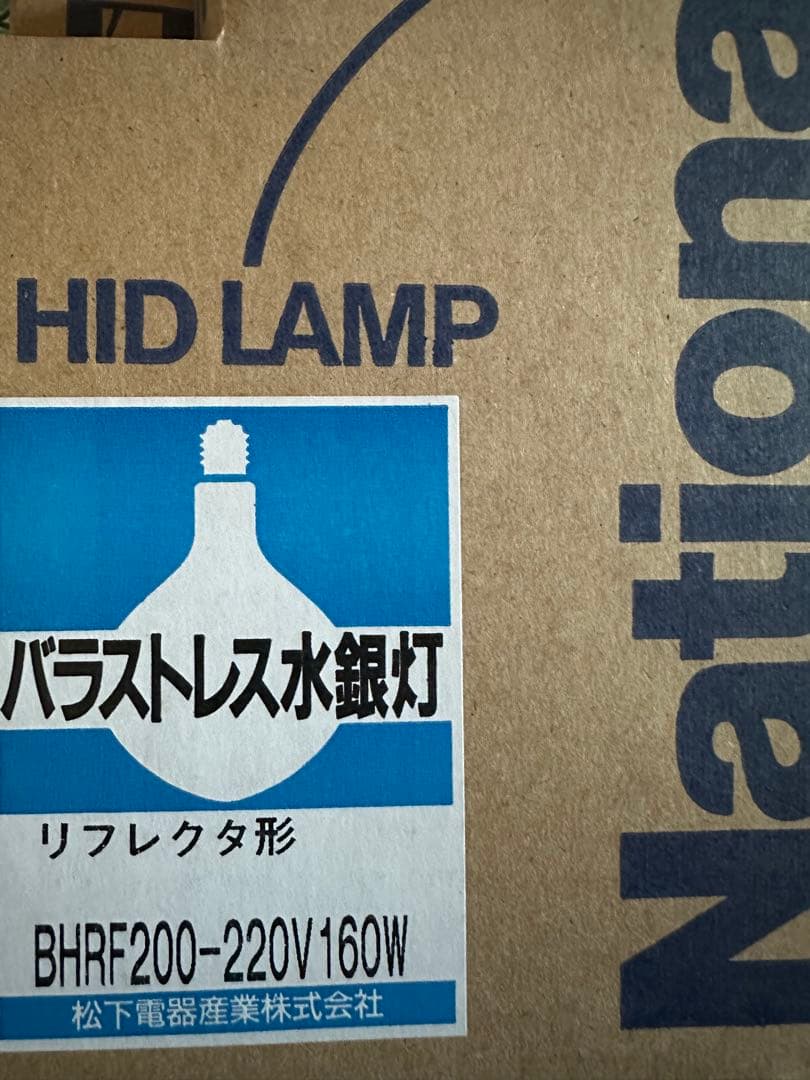 HID LAMP
バラストレス水銀灯
リフレクタ形
BHRF200-220V160W
松下電器産業株式会社
Nationa